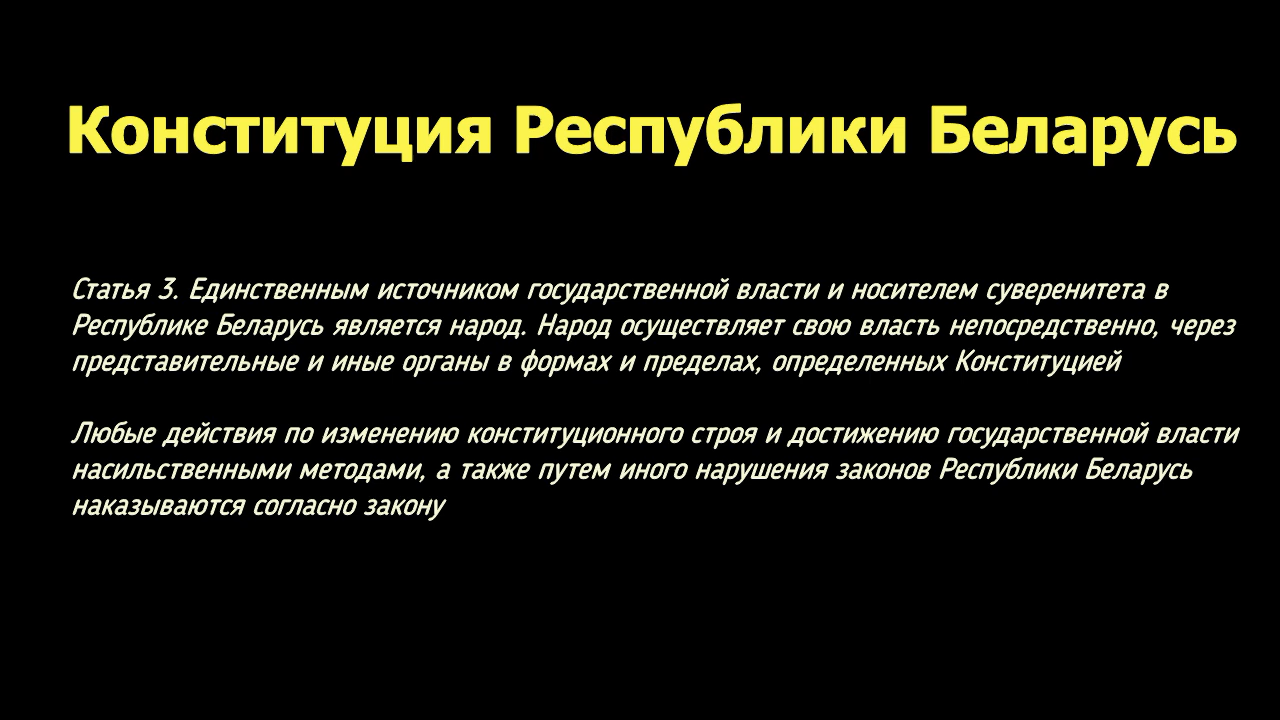 Конституция Республики Беларусь
Статья 3. Единственным источником государственной власти и носителем суверенитета в
Республике Беларусь является народ. Народ осуществляет свою власть непосредственно, через
представительные и иные органы в формах и пределах, определенных Конституцией
Любые действия по изменению конституционного строя и достижению государственной власти
насильственными методами, а также путем иного нарушения законов Республики Беларусь
наказываются согласно закону